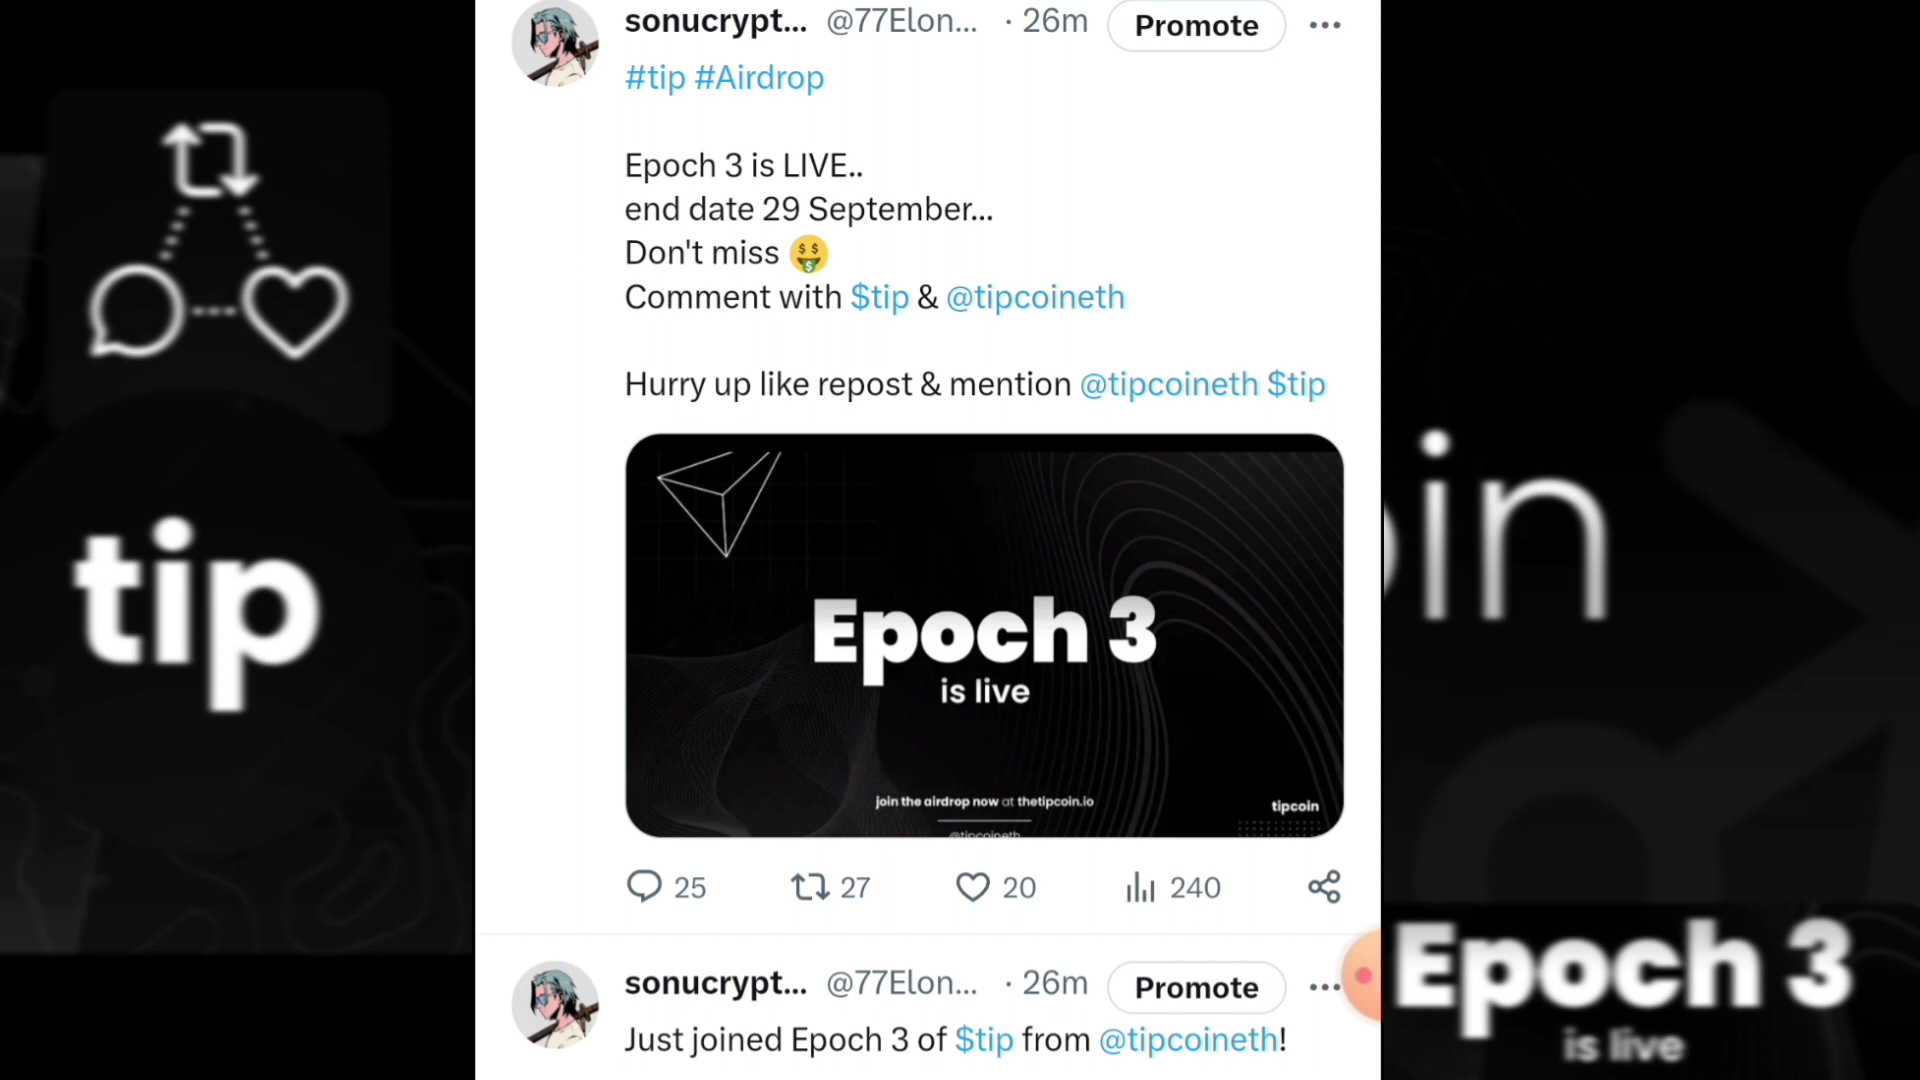 sonucrypt... @77Elon... · 26m Promote
#tip #Airdrop
Epoch 3 is LIVE..
end date 29 September...
Don't miss 🤑
Comment with $tip & @tipcoineth
Hurry up like repost & mention @tipcoineth $tip
Epoch 3
is live
join the airdrop now at thetipcoin.io
tipcoin
@tipcoineth
25 27 20 240
sonucrypt... @77Elon... · 26m Promote
Just joined Epoch 3 of $tip from @tipcoineth!
tip
in
Epoch 3
is live